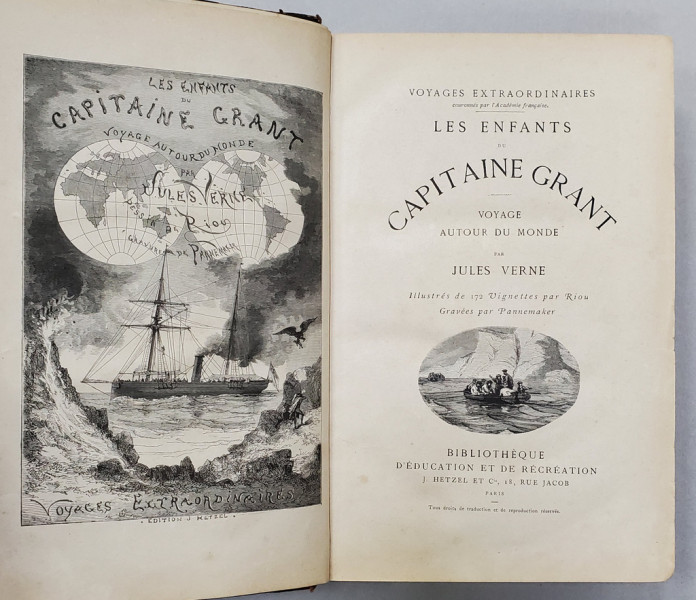 LES ENFANTS
DU
CAPITAINE GRANT
VOYAGE AUTOUR DU MONDE
PAR
JULES VERNE
DESSIN DE RIOU
GRAVURES DE PANNEMAKER
VOYAGES EXTRAORDINAIRES
EDITION J. HETZEL
VOYAGES EXTRAORDINAIRES
couronnés par l'Académie française.
LES ENFANTS
DU
CAPITAINE GRANT
VOYAGE
AUTOUR DU MONDE
PAR
JULES VERNE
Illustrés de 172 Vignettes par Riou
Gravées par Pannemaker
BIBLIOTHÈQUE
D'ÉDUCATION ET DE RÉCRÉATION
J. HETZEL ET Cie, 18, RUE JACOB
PARIS
Tous droits de traduction et de reproduction réservés.